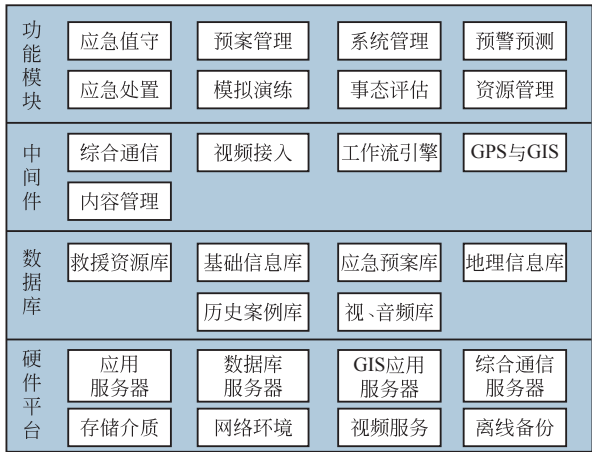 功能模块
应急值守 预案管理 系统管理 预警预测
应急处置 模拟演练 事态评估 资源管理
中间件
综合通信 视频接入 工作流引擎 GPS与GIS
内容管理
数据库
救援资源库 基础信息库 应急预案库 地理信息库
历史案例库 视、音频库
硬件平台
应用服务器 数据库服务器 GIS应用服务器 综合通信服务器
存储介质 网络环境 视频服务 离线备份